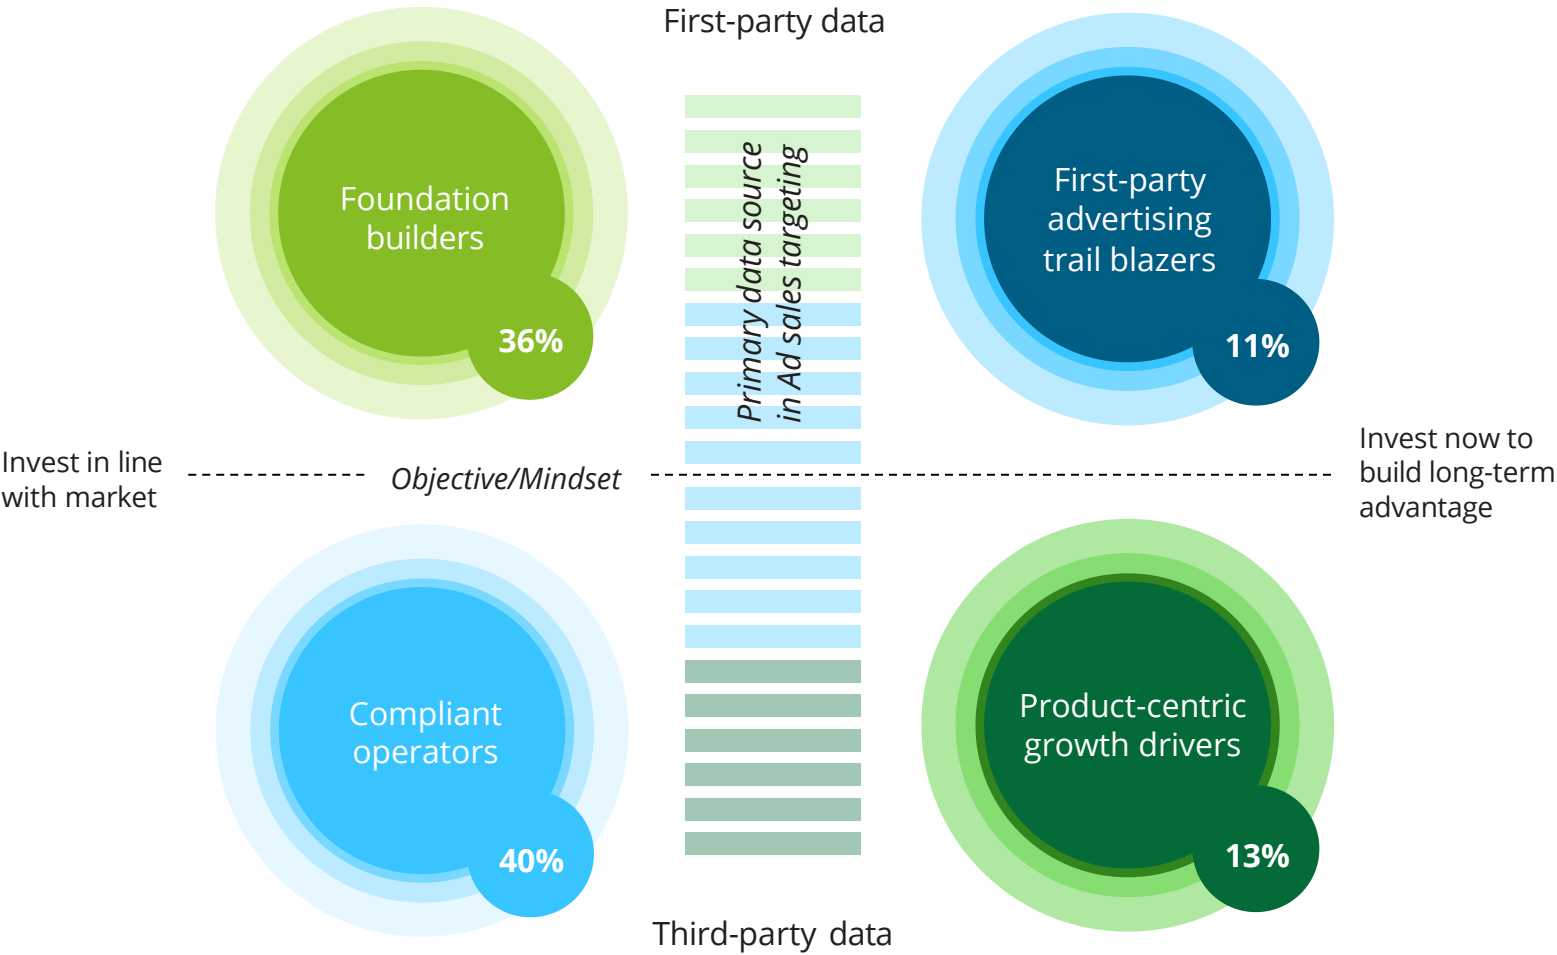 First-party data
Foundation
builders
36%
Primary data source
in Ad sales targeting
First-party
advertising
trail blazers
11%
Invest in line
with market
Objective/Mindset
Invest now to
build long-term
advantage
Compliant
operators
40%
Product-centric
growth drivers
13%
Third-party data